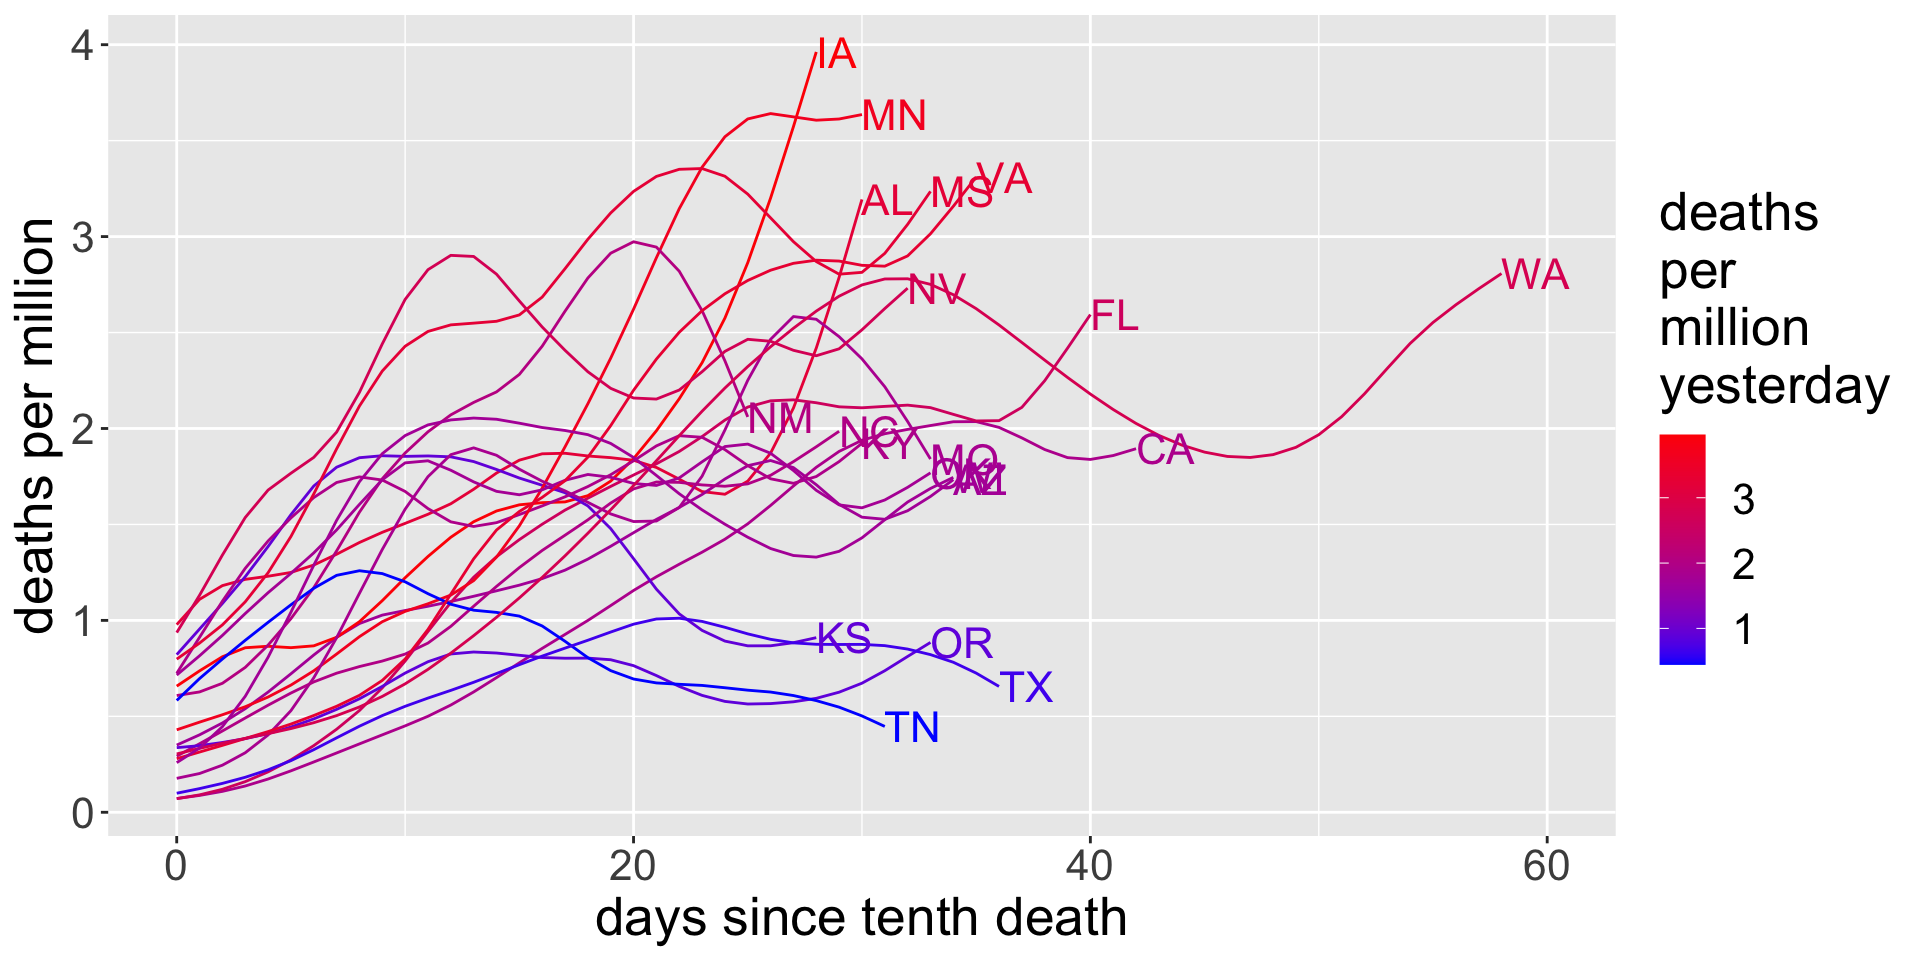 4
3
2
1
0
IA
MN
VA
MS
AL
NV
FL
WA
NM
NC
KY
MO
CA
KS
OR
TX
TN
0
20
40
60
days since tenth death
deaths per million
deaths
per
million
yesterday
3
2
1